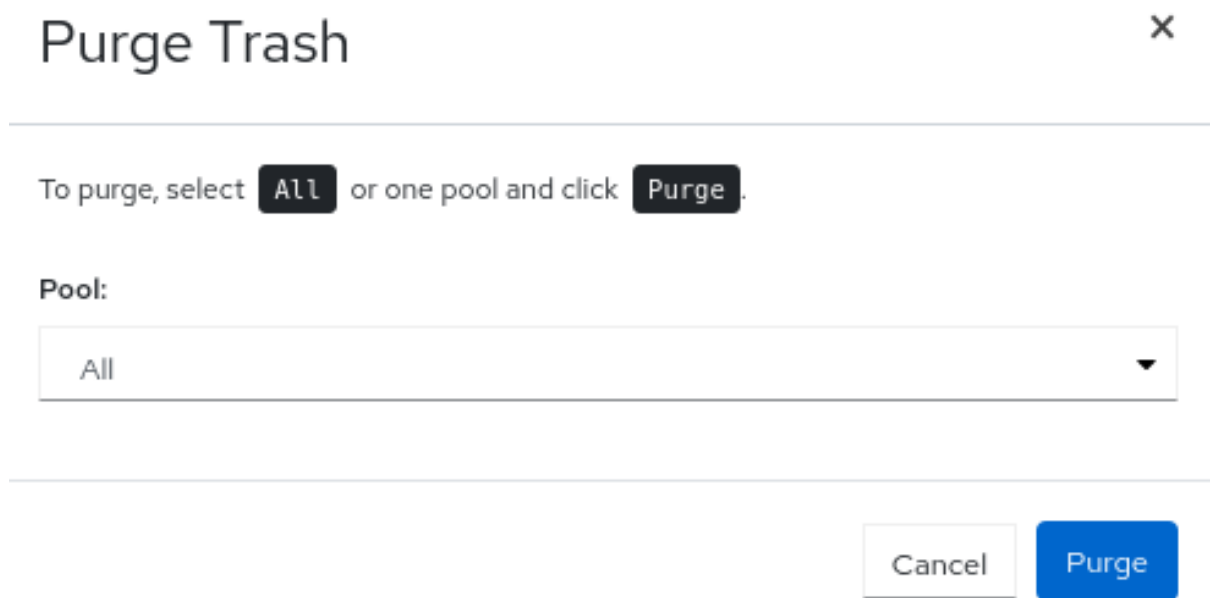 Purge Trash ×
To purge, select All or one pool and click Purge.
Pool:
All
Cancel Purge